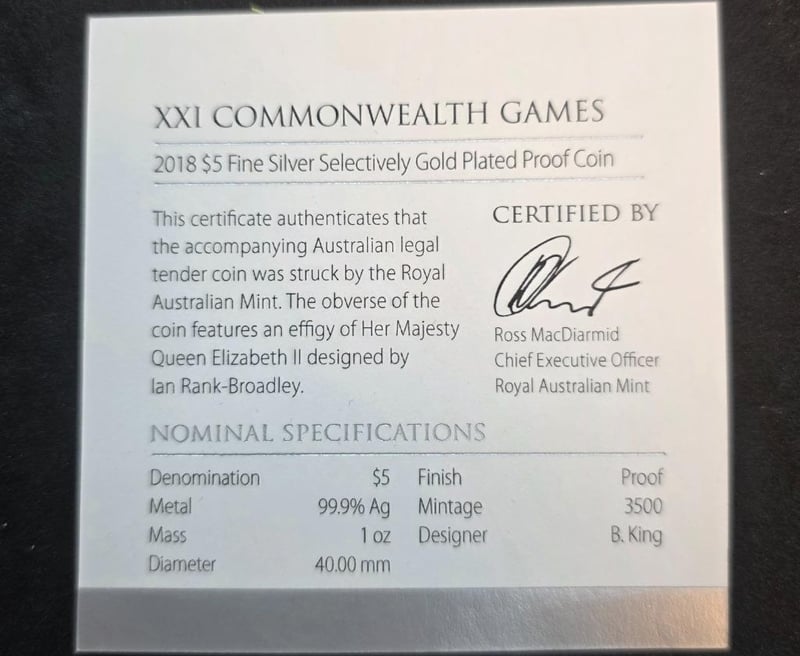 XXI COMMONWEALTH GAMES
2018 $5 Fine Silver Selectively Gold Plated Proof Coin
This certificate authenticates that
the accompanying Australian legal
tender coin was struck by the Royal
Australian Mint. The obverse of the
coin features an effigy of Her Majesty
Queen Elizabeth II designed by
Ian Rank-Broadley.
CERTIFIED BY
Ross MacDiarmid
Chief Executive Officer
Royal Australian Mint
NOMINAL SPECIFICATIONS
Denomination $5 Finish Proof
Metal 99.9% Ag Mintage 3500
Mass 1 oz Designer B. King
Diameter 40.00 mm